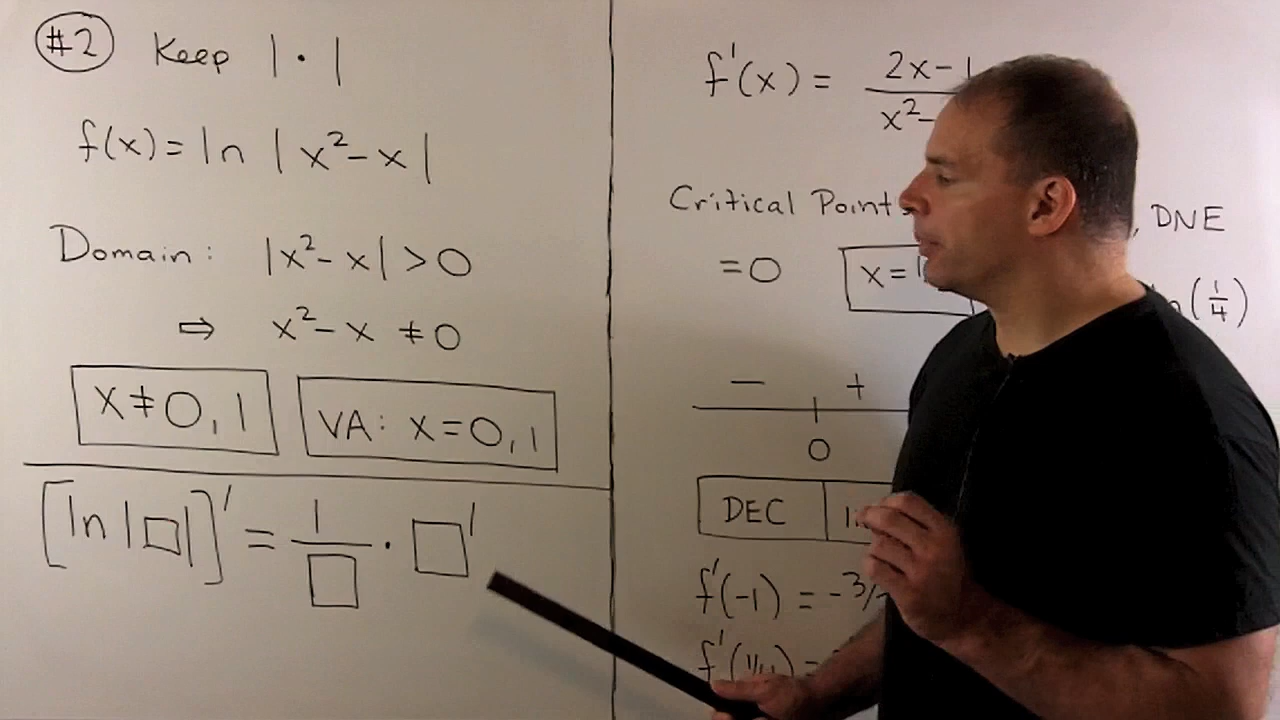 #2 Keep | · |
f(x) = ln | x² - x |
Domain: | x² - x | > 0
⇒ x² - x ≠ 0
x ≠ 0, 1 VA: x = 0, 1
[ln |□|]' = 1/□ · □'
f'(x) = 2x - 1 / x² -
Critical Point
, DNE
= 0 x =
(1/4)
- +
0
DEC
f'(-1) = - 3/
f'(1/4) =